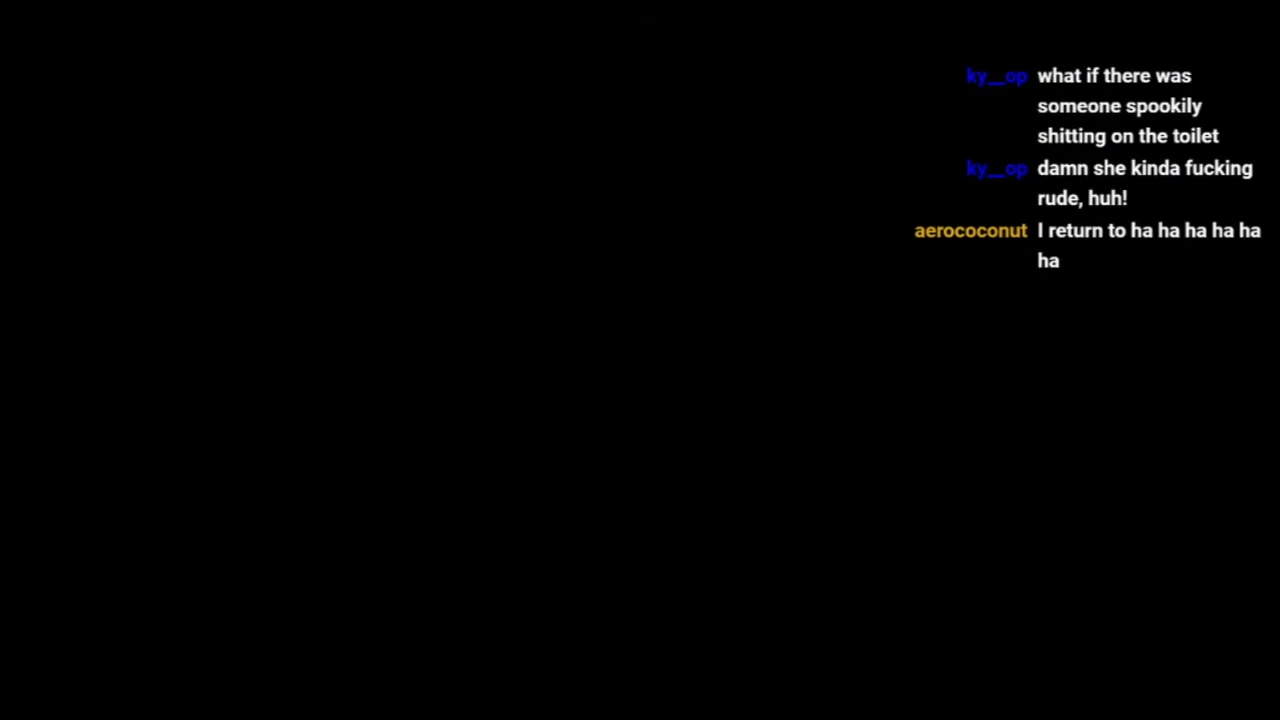 ky__op what if there was
someone spookily
shitting on the toilet
ky__op damn she kinda fucking
rude, huh!
aerococonut I return to ha ha ha ha ha
ha